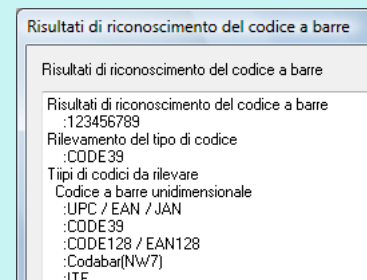 Risultati di riconoscimento del codice a barre
Risultati di riconoscimento del codice a barre
Risultati di riconoscimento del codice a barre
:123456789
Rilevamento del tipo di codice
:CODE39
Tiipi di codici da rilevare
Codice a barre unidimensionale
:UPC / EAN / JAN
:CODE39
:CODE128 / EAN128
:Codabar(NW7)
:ITF